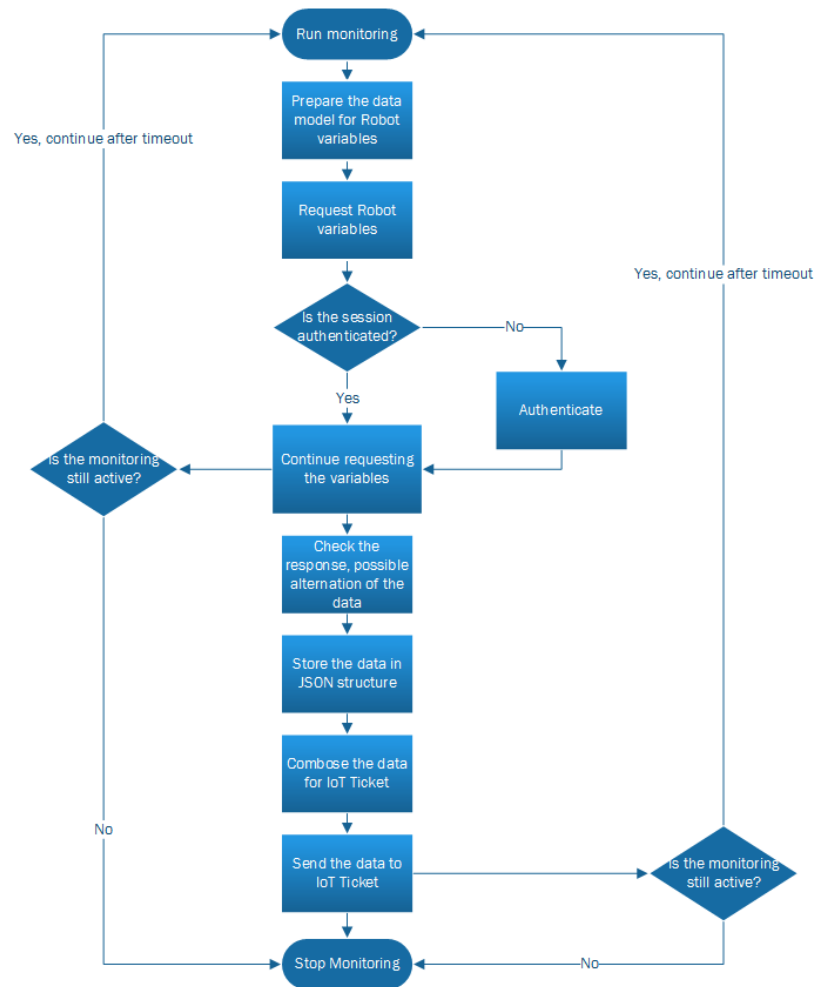 Run monitoring
Prepare the data
model for Robot
variables
Yes, continue after timeout
Request Robot
variables
Yes, continue after timeout
Is the session
authenticated?
No
Yes
Authenticate
Is the monitoring
still active?
Continue requesting
the variables
Check the
response, possible
alternation of the
data
Store the data in
JSON structure
Combose the data
for IoT Ticket
No
Send the data to
IoT Ticket
Is the monitoring
still active?
Stop Monitoring
No